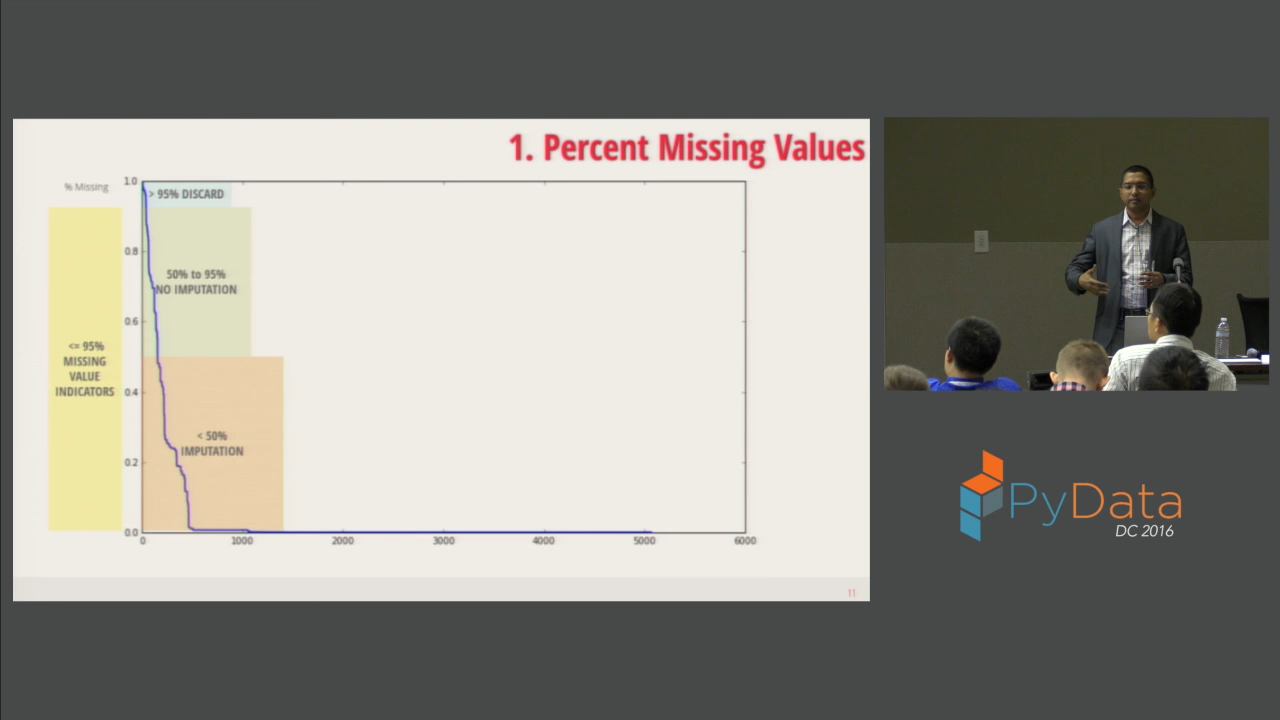 1. Percent Missing Values
% Missing
1.0
> 95% DISCARD
0.8
50% to 95%
NO IMPUTATION
0.6
<= 95%
MISSING
VALUE
INDICATORS
0.4
< 50%
IMPUTATION
0.2
0.0
0 1000 2000 3000 4000 5000 6000
11
PyData
DC 2016